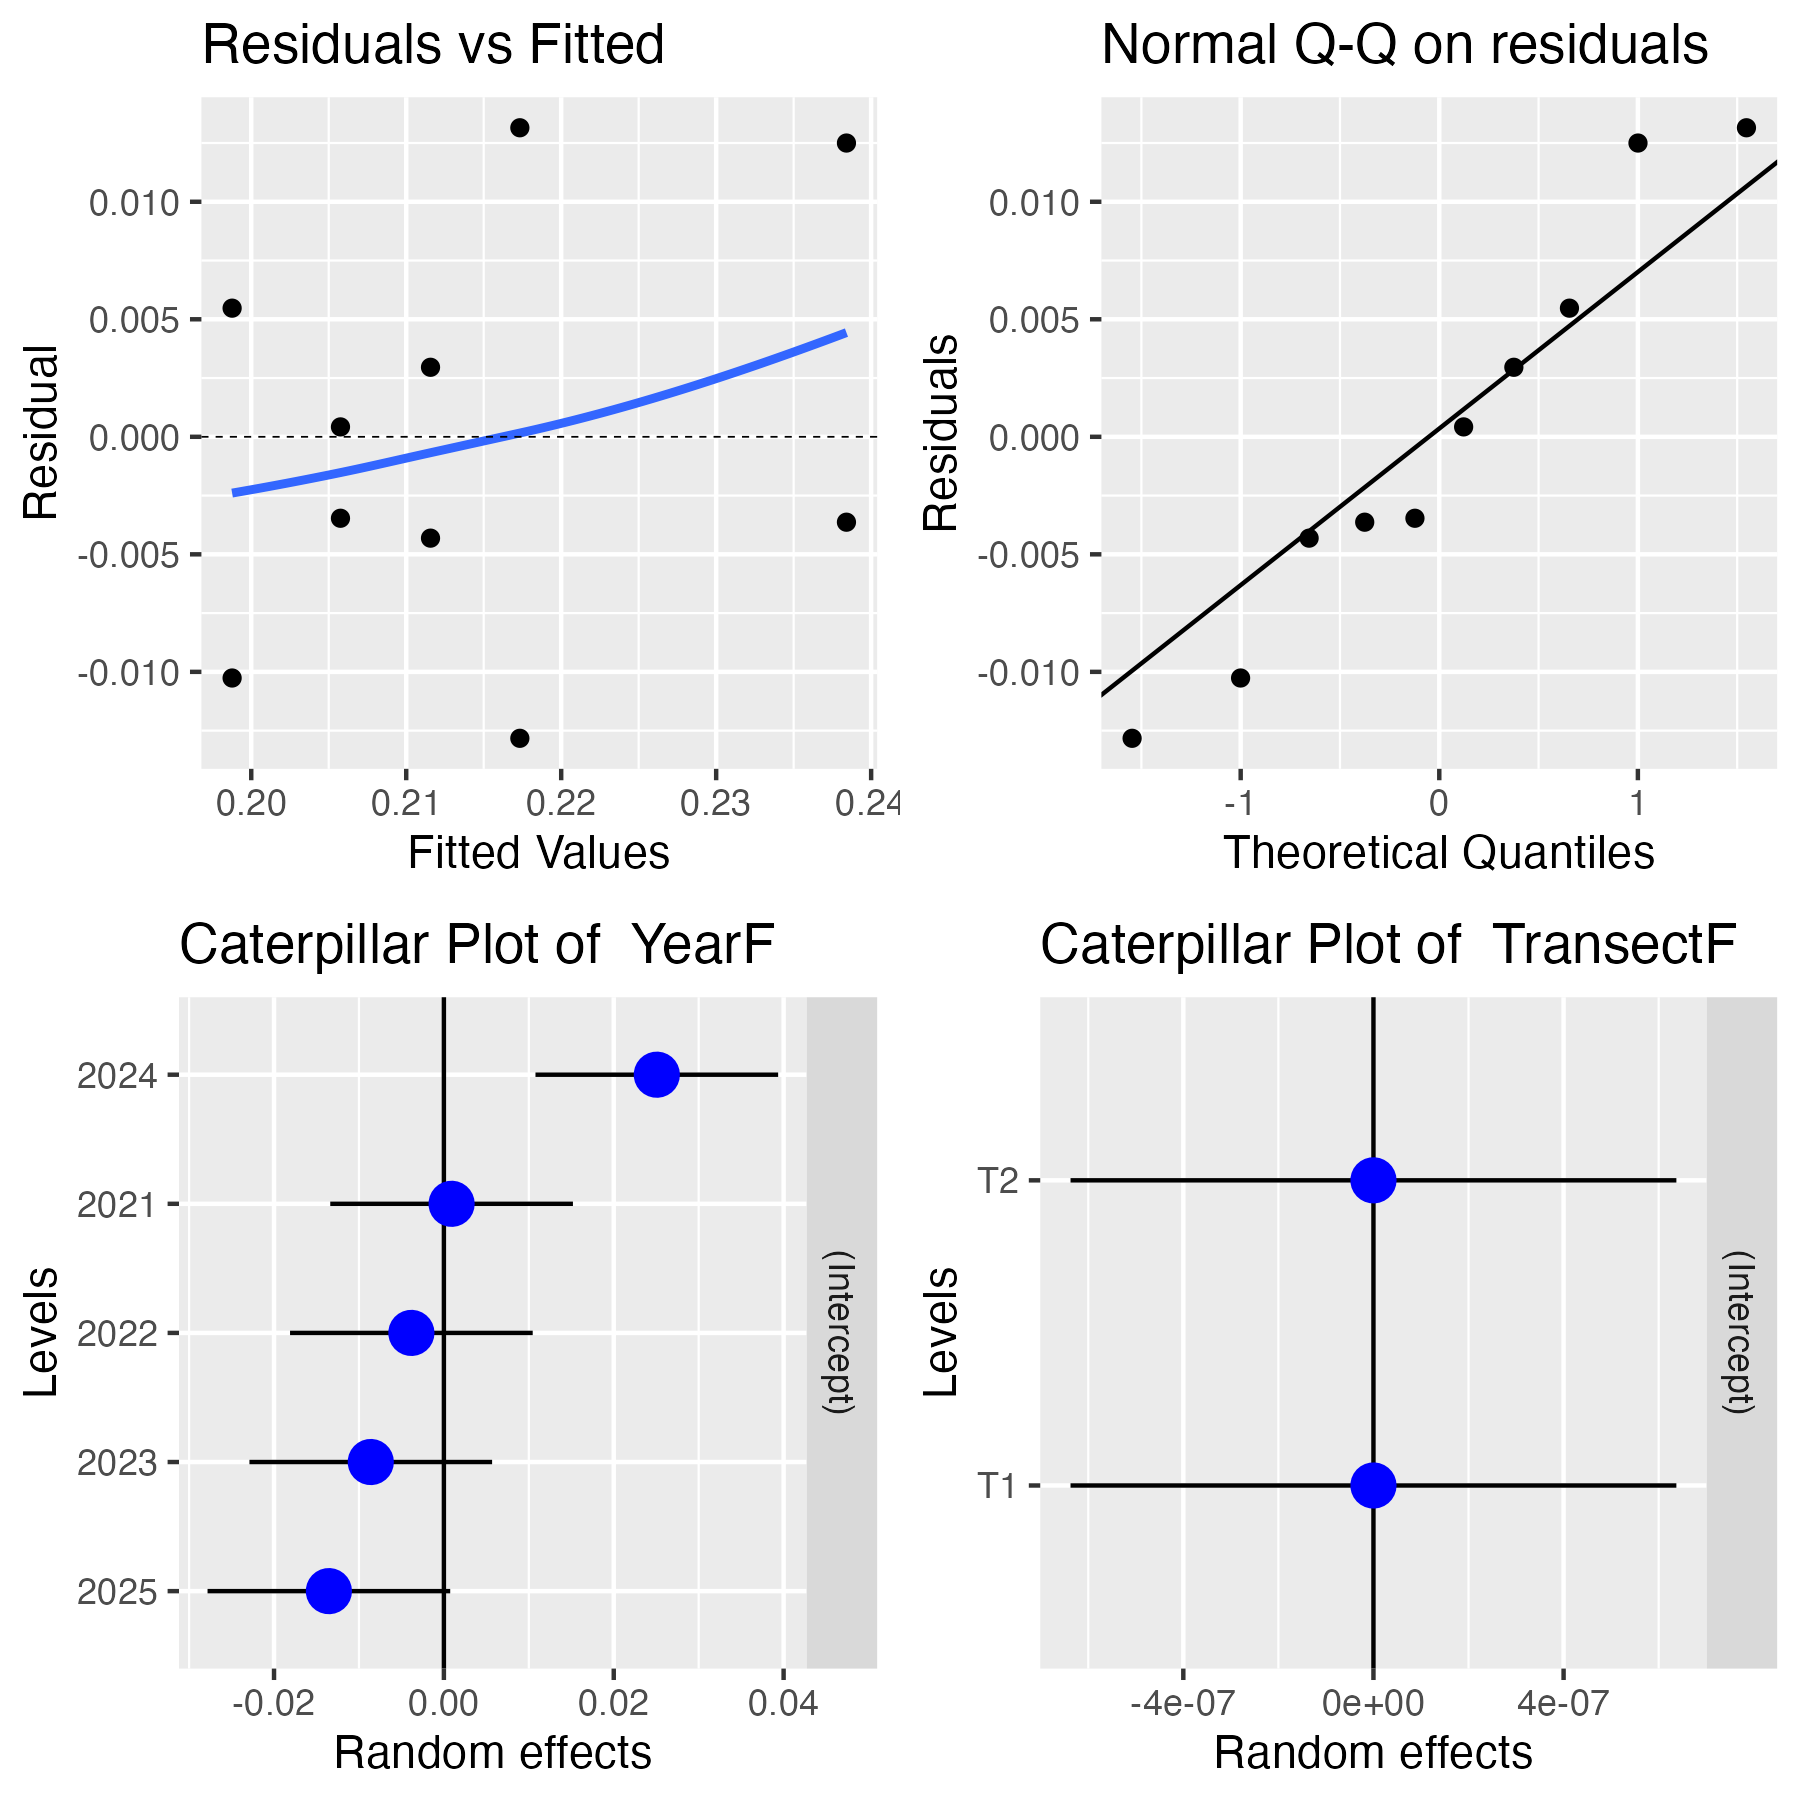 Residuals vs Fitted
Residual
0.010
0.005
0.000
-0.005
-0.010
0.20 0.21 0.22 0.23 0.24
Fitted Values
Normal Q-Q on residuals
Residuals
0.010
0.005
0.000
-0.005
-0.010
-1 0 1
Theoretical Quantiles
Caterpillar Plot of  YearF
Levels
2024
2021
2022
2023
2025
(Intercept)
-0.02 0.00 0.02 0.04
Random effects
Caterpillar Plot of  TransectF
Levels
T2
T1
(Intercept)
-4e-07 0e+00 4e-07
Random effects